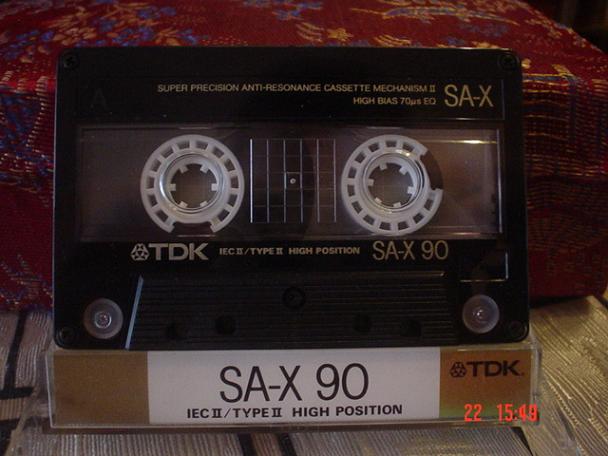 A
SUPER PRECISION ANTI-RESONANCE CASSETTE MECHANISM II
HIGH BIAS 70µs EQ SA-X
TDK IEC II/TYPE II HIGH POSITION SA-X 90
SA-X 90
IEC II/TYPE II HIGH POSITION
TDK.
22 15:49